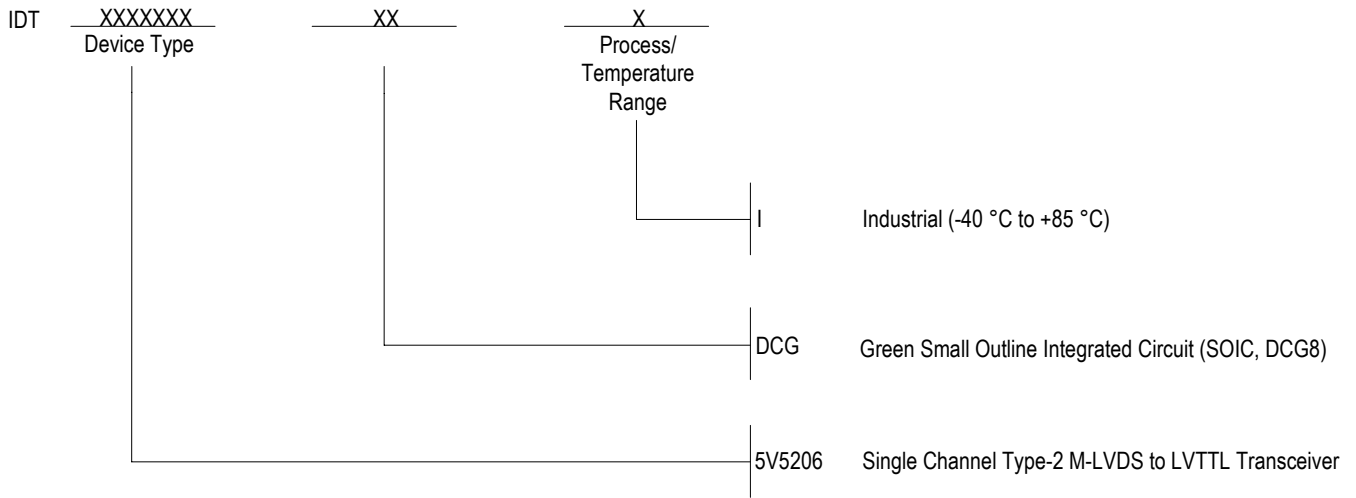 IDT XXXXXXX XX X
Device Type
Process/
Temperature
Range
I Industrial (-40 °C to +85 °C)
DCG Green Small Outline Integrated Circuit (SOIC, DCG8)
5V5206 Single Channel Type-2 M-LVDS to LVTTL Transceiver